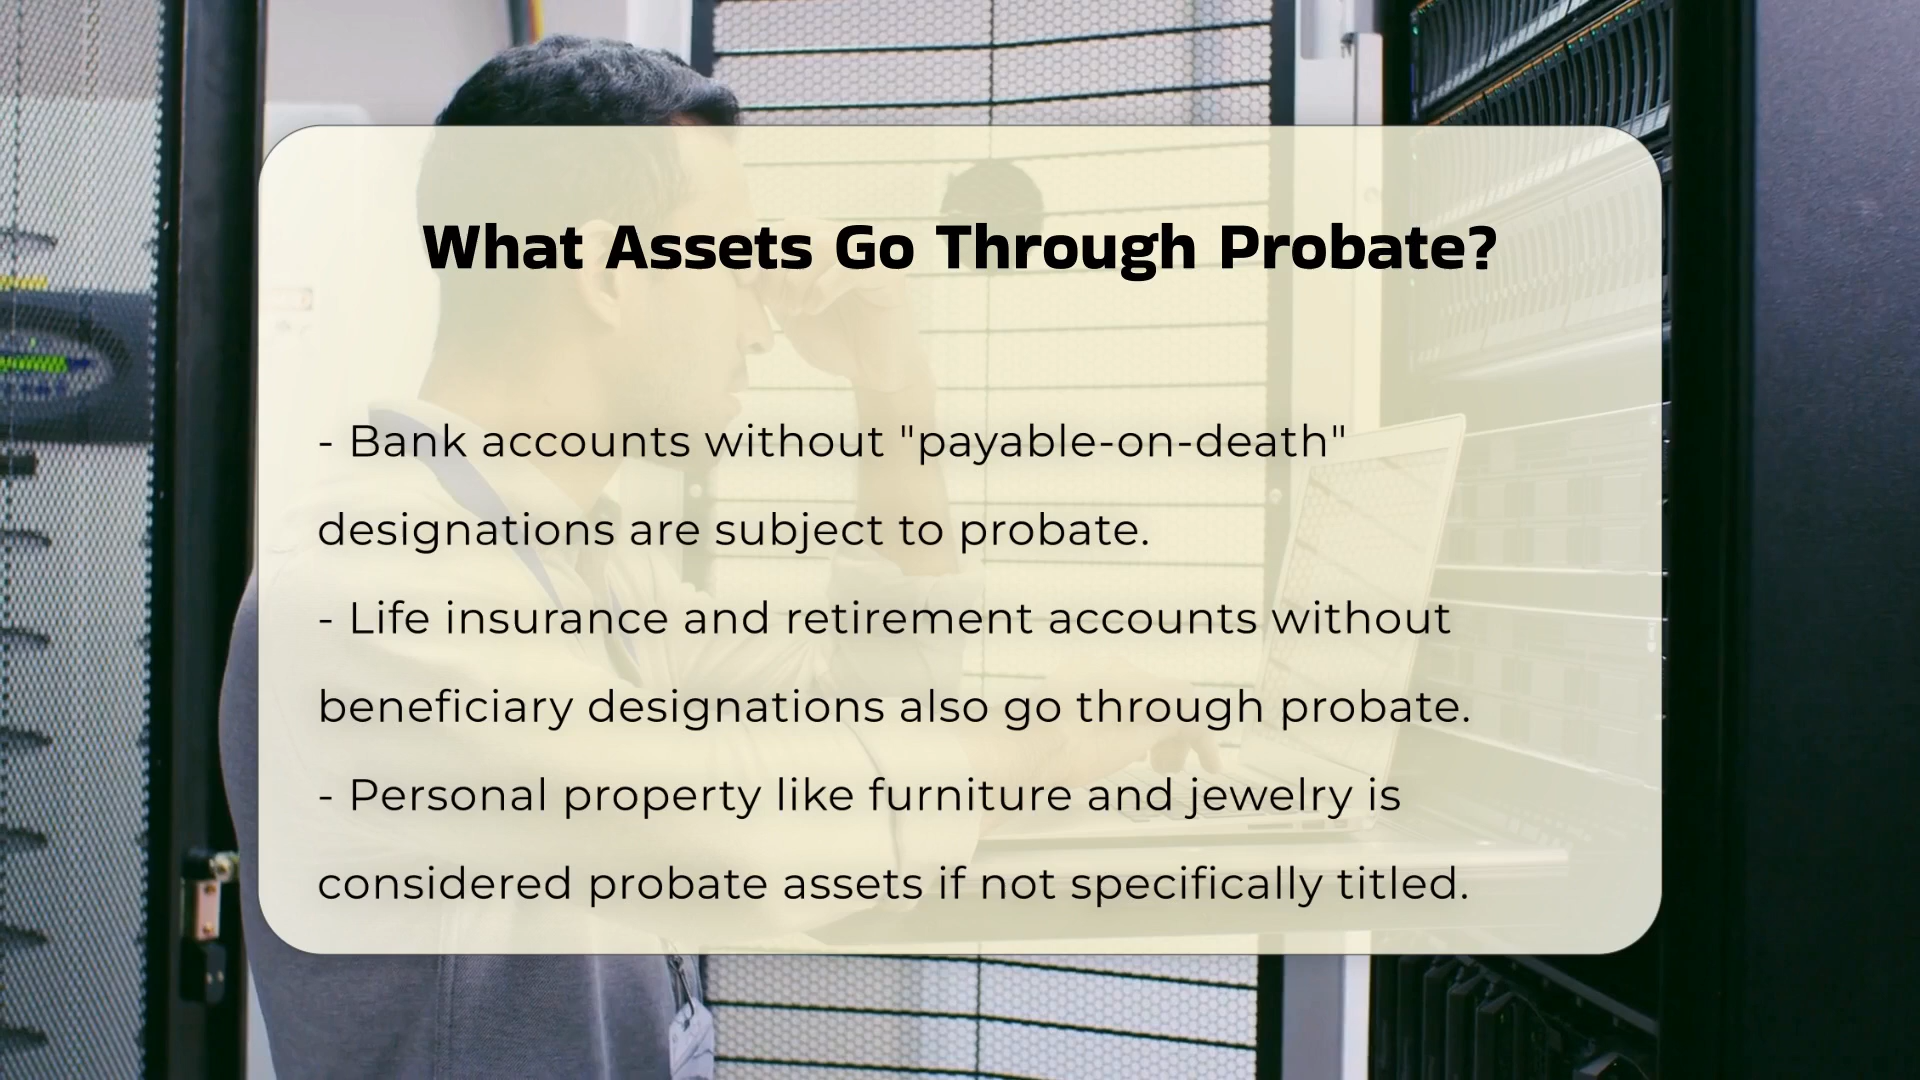 What Assets Go Through Probate?
- Bank accounts without "payable-on-death"
designations are subject to probate.
- Life insurance and retirement accounts without
beneficiary designations also go through probate.
- Personal property like furniture and jewelry is
considered probate assets if not specifically titled.